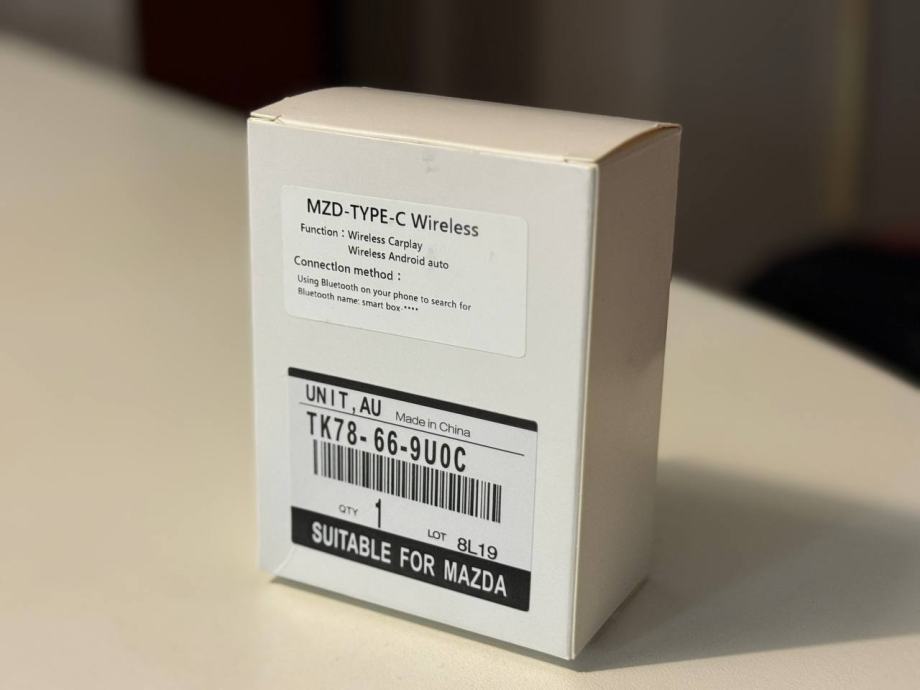 MZD-TYPE-C Wireless
Function : Wireless Carplay
Wireless Android auto
Connection method :
Using Bluetooth on your phone to search for
Bluetooth name: smart box-****
UNIT, AU Made in China
TK78-66-9U0C
QTY 1 LOT 8L19
SUITABLE FOR MAZDA